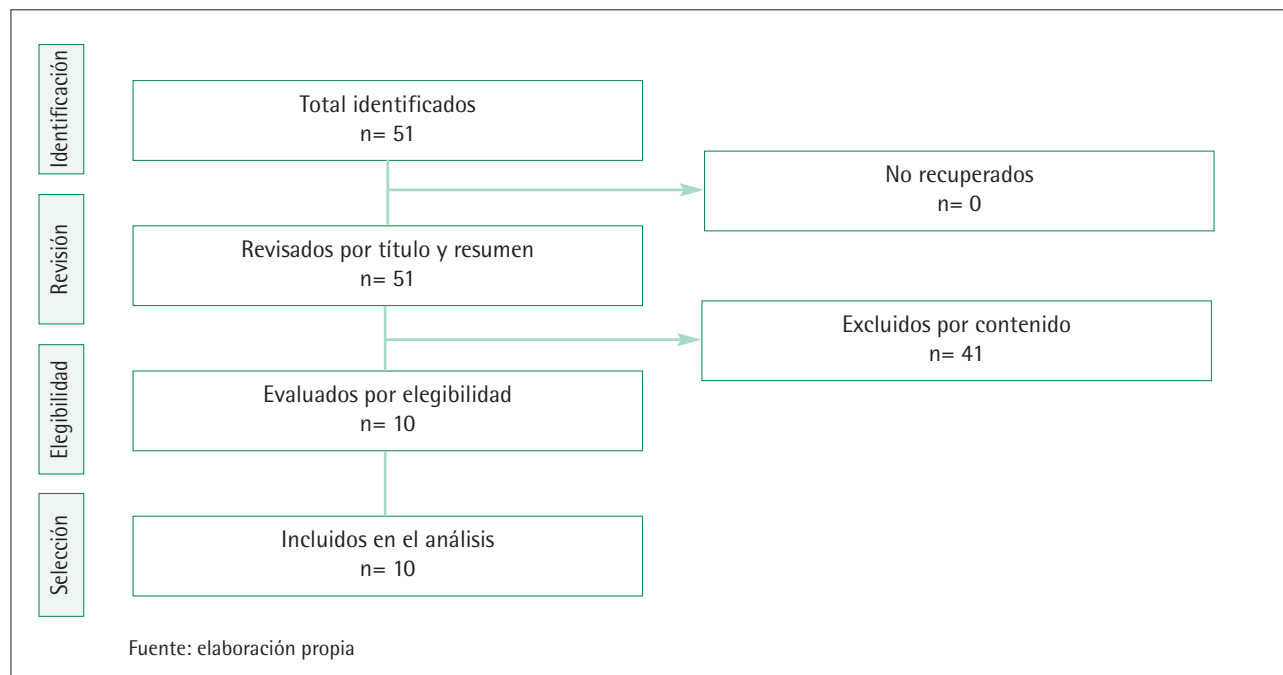 Identificación
Total identificados
n= 51
No recuperados
n= 0
Revisión
Revisados por título y resumen
n= 51
Excluidos por contenido
n= 41
Elegibilidad
Evaluados por elegibilidad
n= 10
Selección
Incluidos en el análisis
n= 10
Fuente: elaboración propia